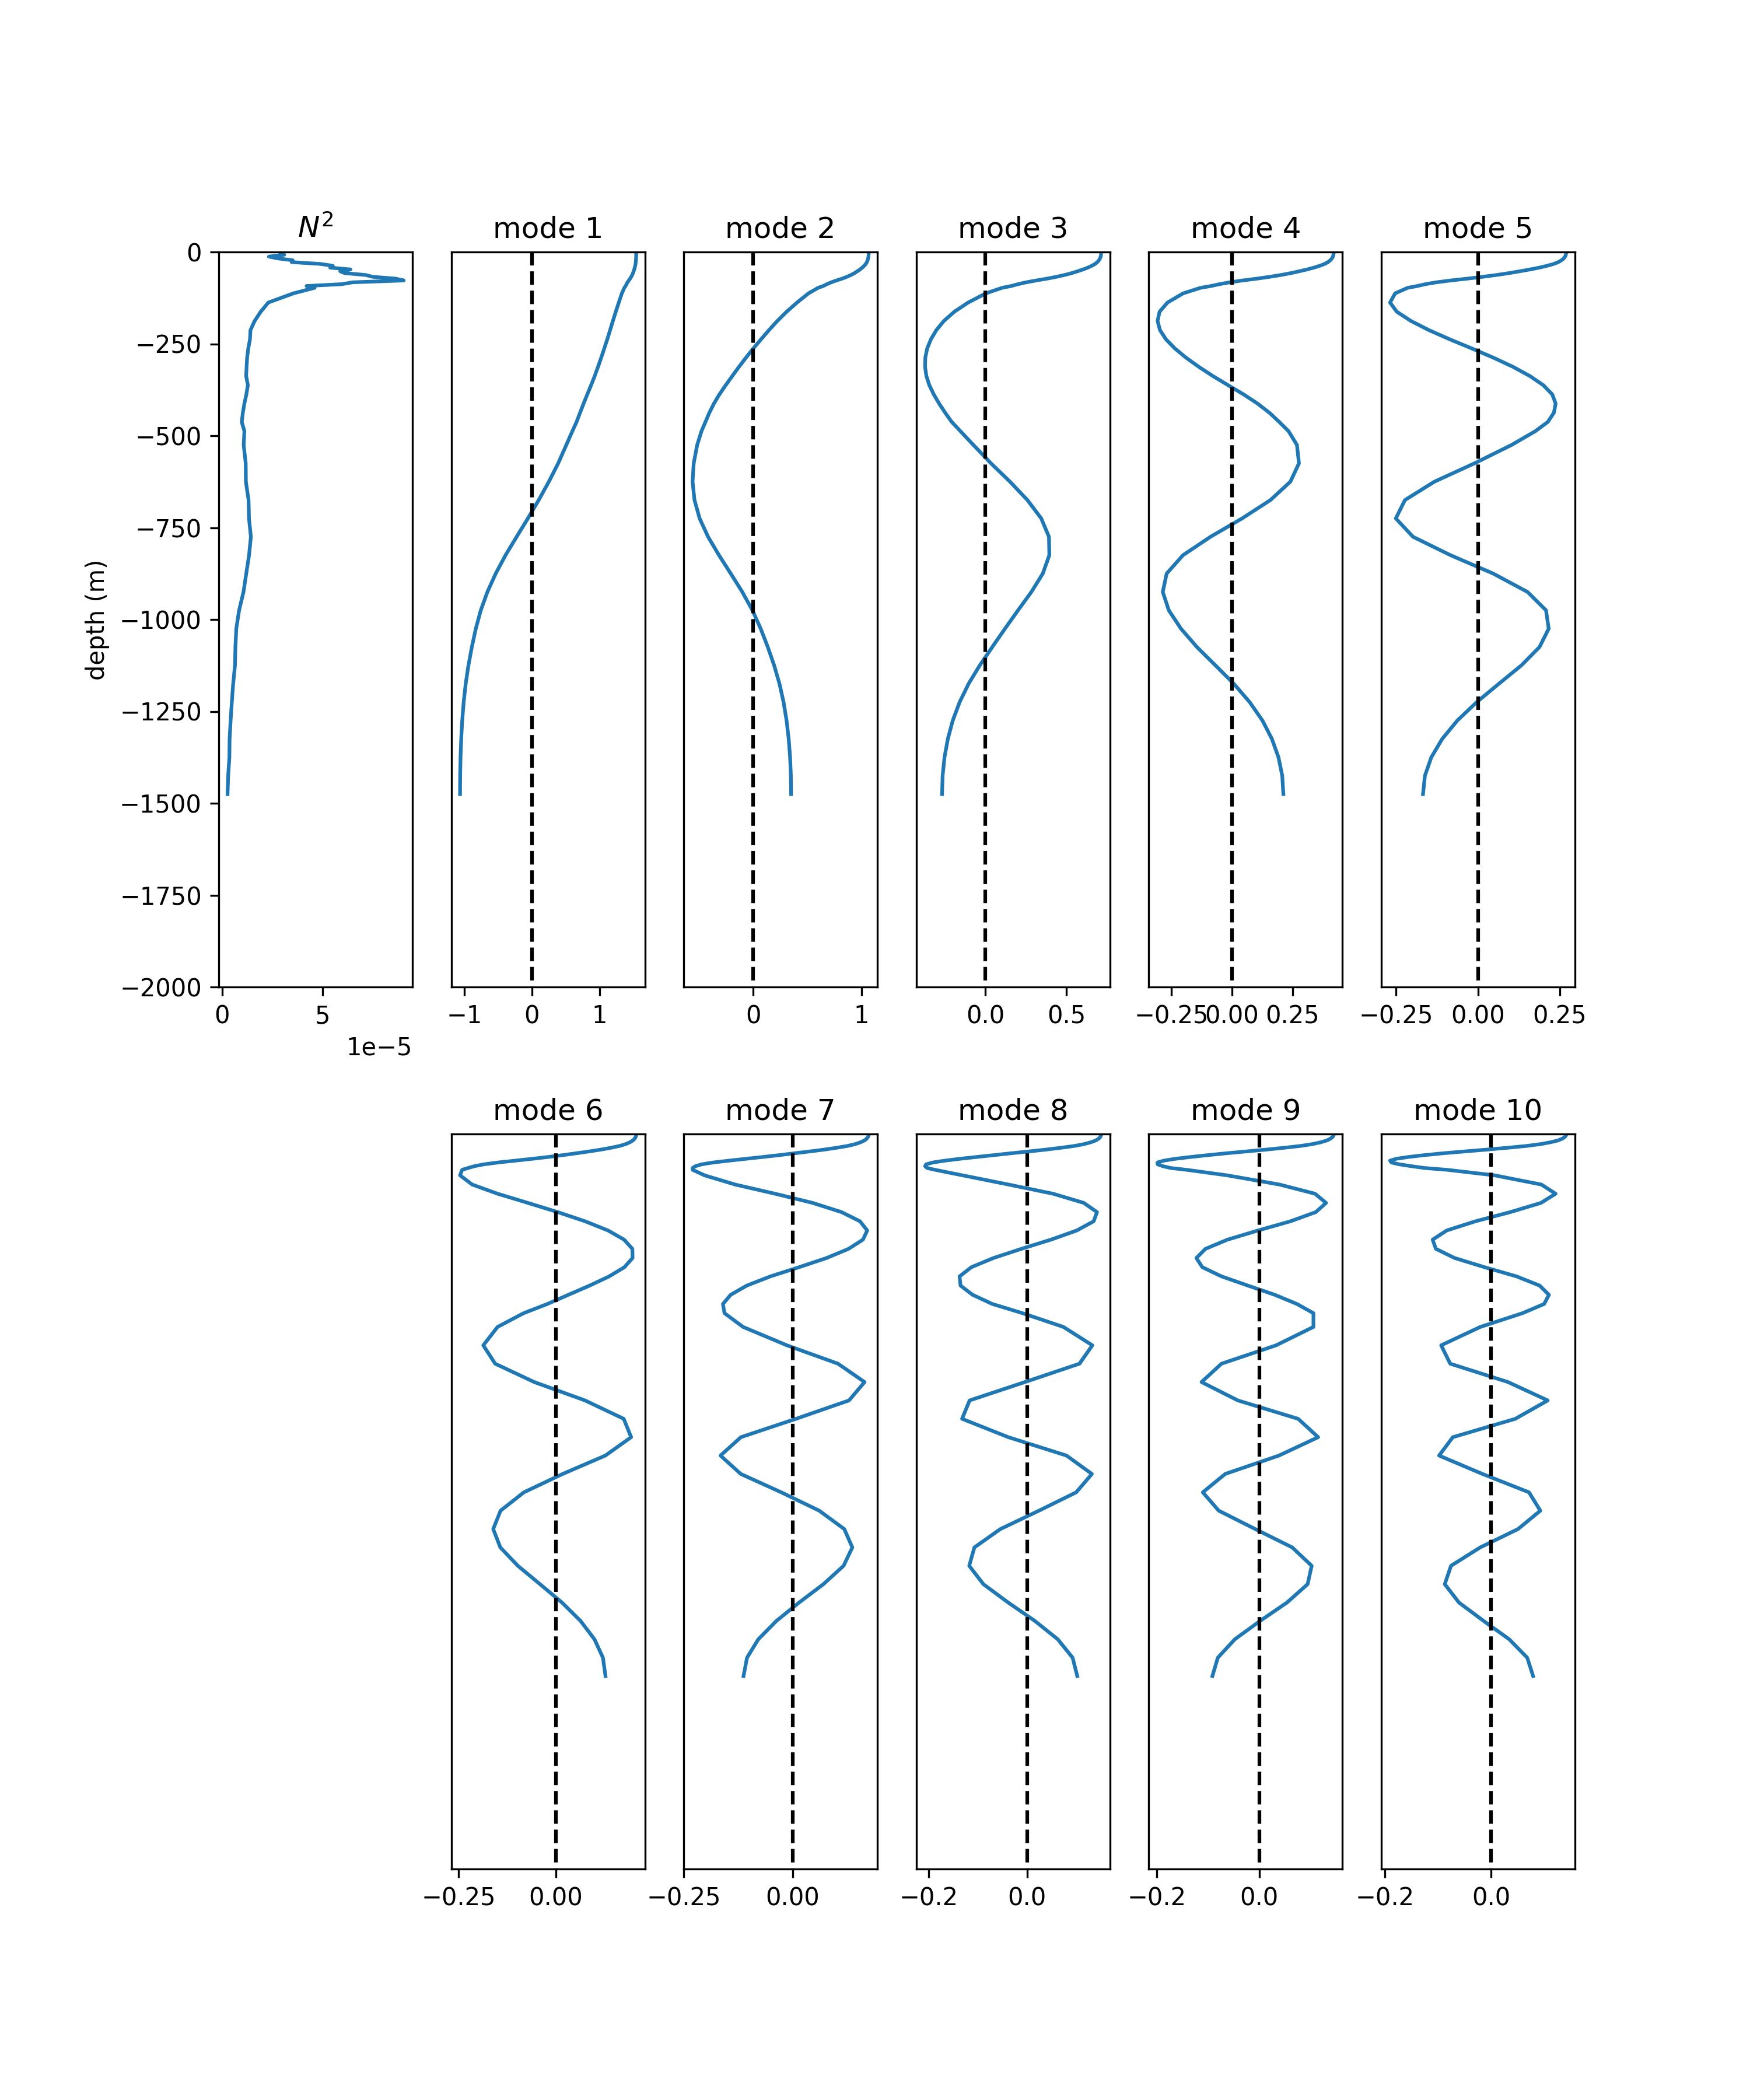 N²
mode 1
mode 2
mode 3
mode 4
mode 5
0
−250
−500
−750
−1000
−1250
−1500
−1750
−2000
depth (m)
0 5
1e−5
−1 0 1
0 1
0.0 0.5
−0.25 0.00 0.25
−0.25 0.00 0.25
mode 6
mode 7
mode 8
mode 9
mode 10
−0.25 0.00
−0.25 0.00
−0.2 0.0
−0.2 0.0
−0.2 0.0